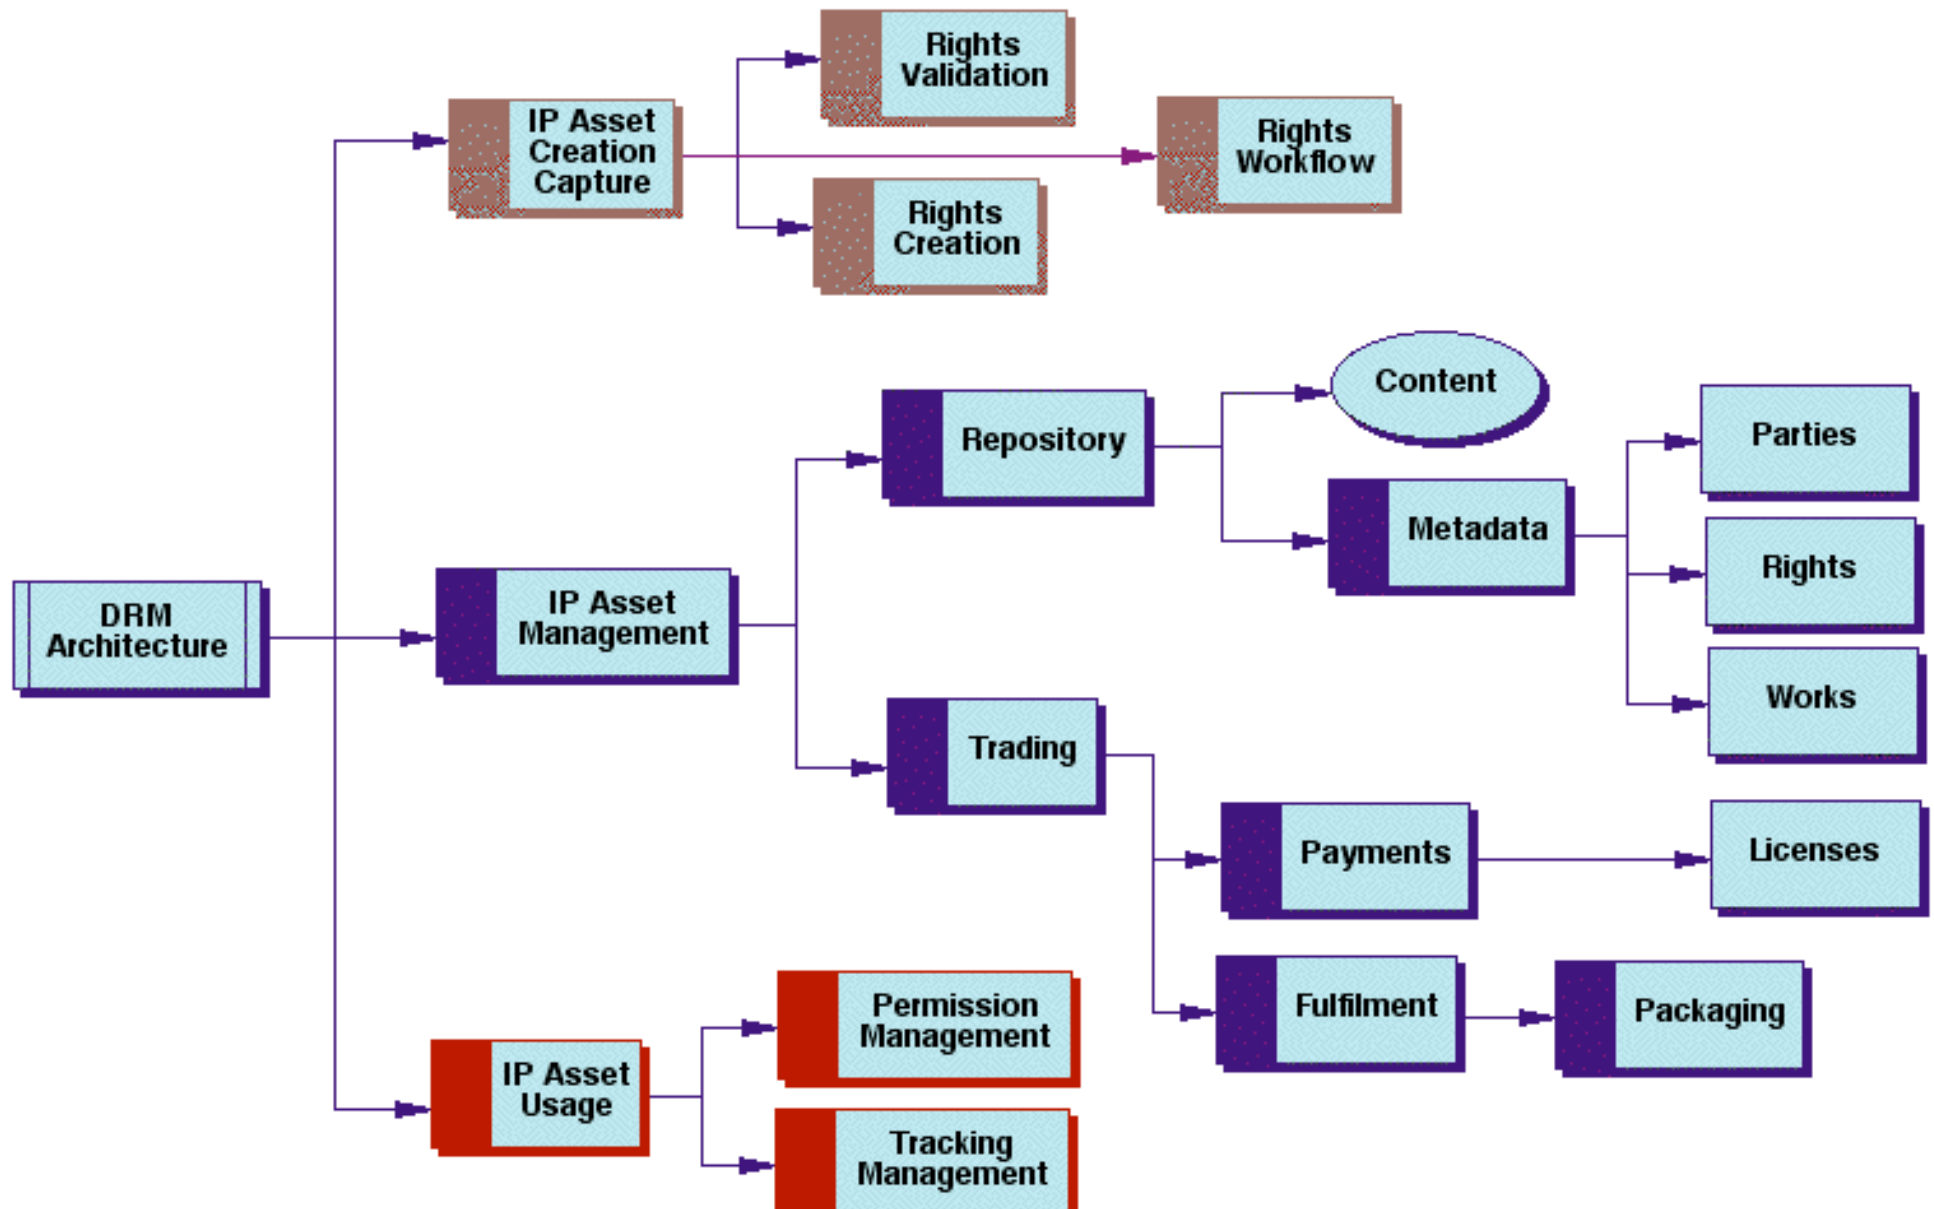 Rights
Validation
IP Asset
Creation
Capture
Rights
Workflow
Rights
Creation
Content
Repository
Parties
Metadata
Rights
DRM
Architecture
IP Asset
Management
Works
Trading
Payments
Licenses
Permission
Management
Fulfilment
Packaging
IP Asset
Usage
Tracking
Management